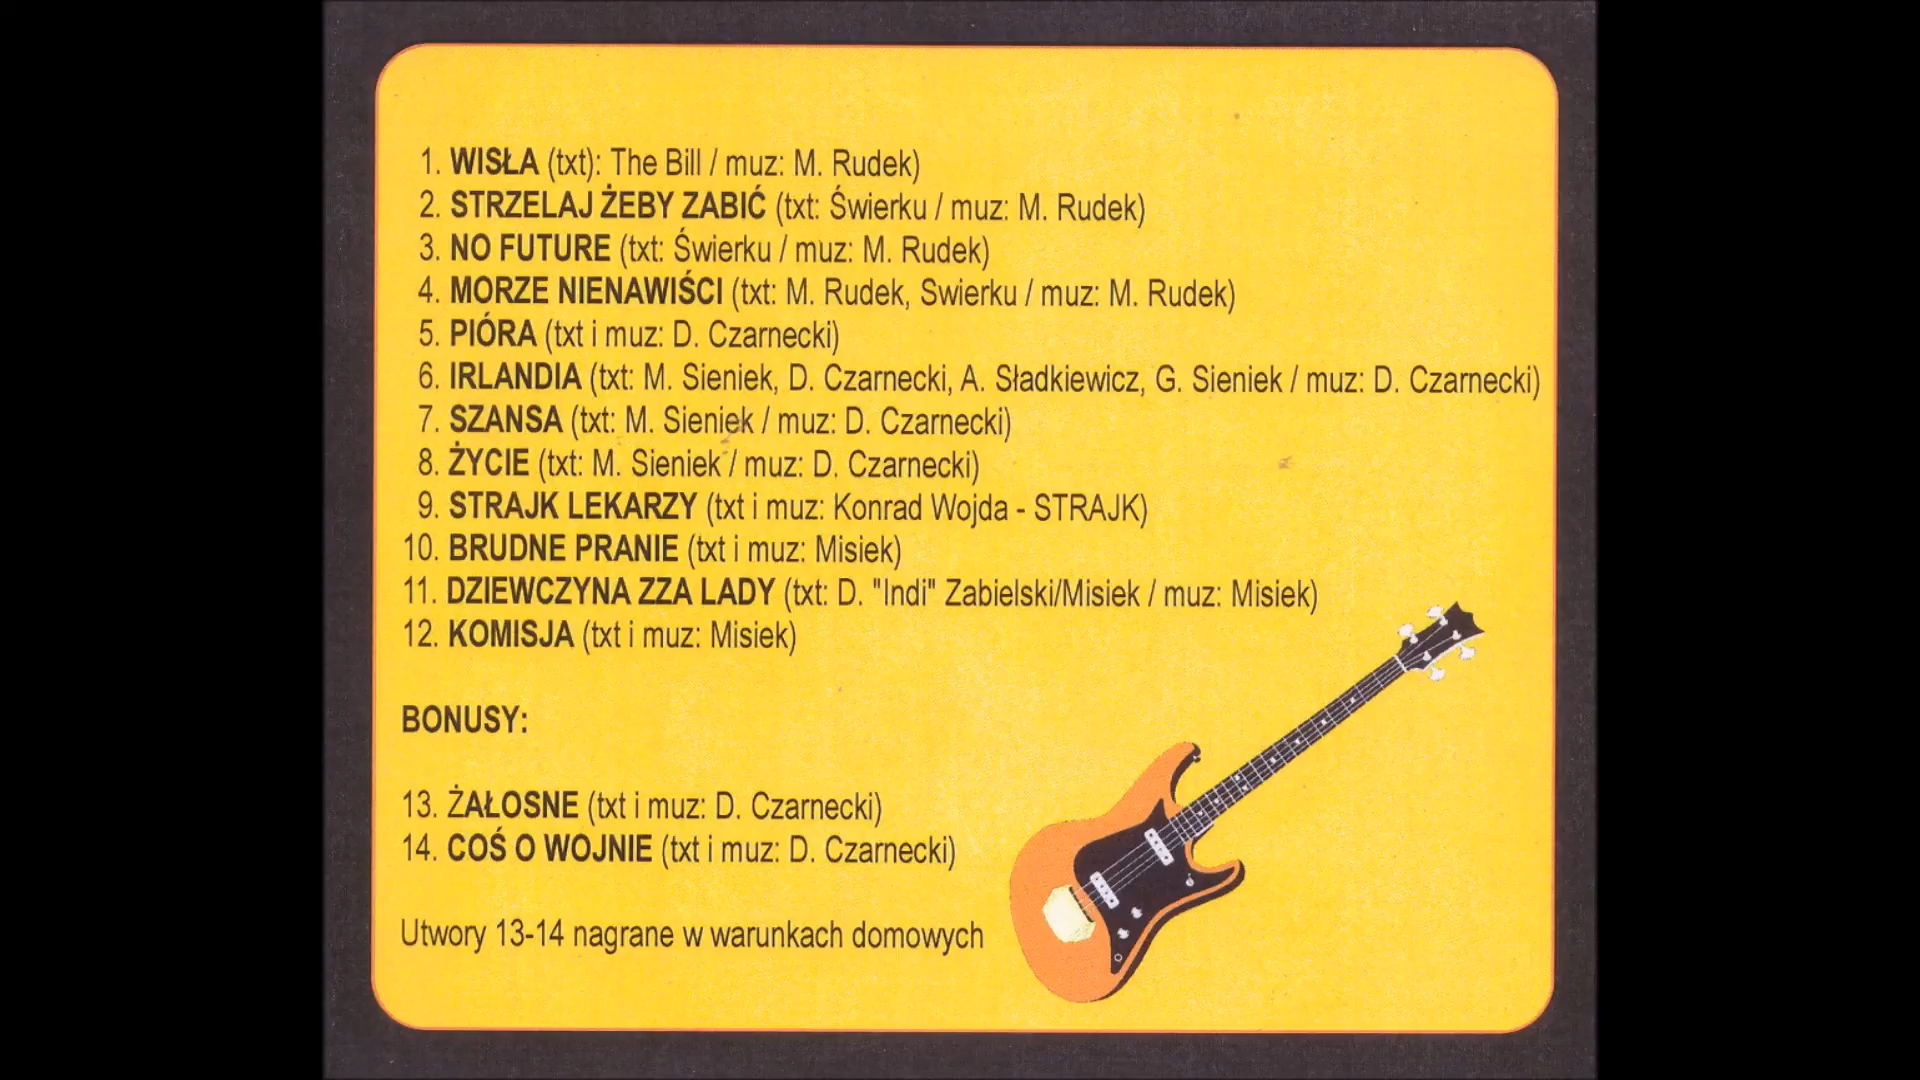 1. WISŁA (txt): The Bill / muz: M. Rudek)
2. STRZELAJ ŻEBY ZABIĆ (txt: Świerku / muz: M. Rudek)
3. NO FUTURE (txt: Świerku / muz: M. Rudek)
4. MORZE NIENAWIŚCI (txt: M. Rudek, Swierku / muz: M. Rudek)
5. PIÓRA (txt i muz: D. Czarnecki)
6. IRLANDIA (txt: M. Sieniek, D. Czarnecki, A. Sładkiewicz, G. Sieniek / muz: D. Czarnecki)
7. SZANSA (txt: M. Sieniek / muz: D. Czarnecki)
8. ŻYCIE (txt: M. Sieniek / muz: D. Czarnecki)
9. STRAJK LEKARZY (txt i muz: Konrad Wojda - STRAJK)
10. BRUDNE PRANIE (txt i muz: Misiek)
11. DZIEWCZYNA ZZA LADY (txt: D. "Indi" Zabielski/Misiek / muz: Misiek)
12. KOMISJA (txt i muz: Misiek)
BONUSY:
13. ŻAŁOSNE (txt i muz: D. Czarnecki)
14. COŚ O WOJNIE (txt i muz: D. Czarnecki)
Utwory 13-14 nagrane w warunkach domowych